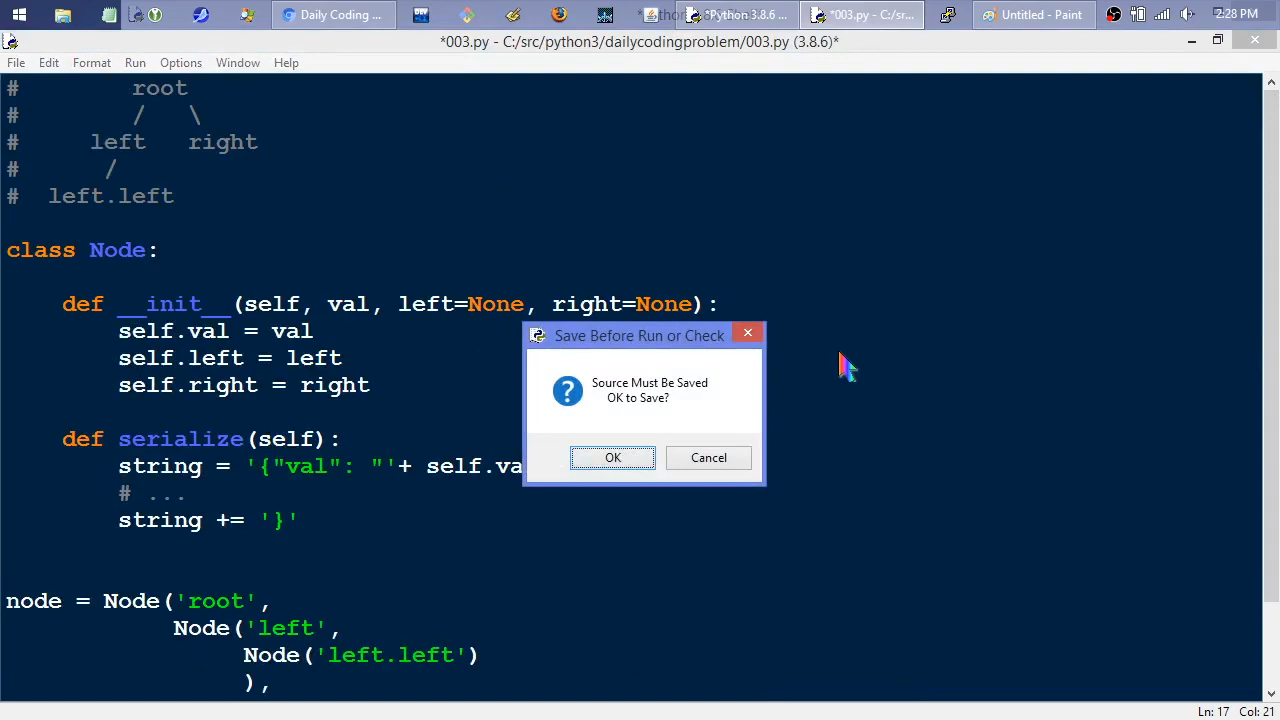 Daily Coding ...
*Python 3.8.6 ...
*003.py - C:/sr...
Untitled - Paint
2:28 PM
*003.py - C:/src/python3/dailycodingproblem/003.py (3.8.6)*
File Edit Format Run Options Window Help
#        root
#        /   \
#     left   right
#      /
#  left.left
class Node:
    def __init__(self, val, left=None, right=None):
        self.val = val
        self.left = left
        self.right = right
    def serialize(self):
        string = '{"val": "'+ self.va
        # ...
        string += '}'
node = Node('root',
            Node('left',
                 Node('left.left')
                 ),
Save Before Run or Check
Source Must Be Saved
OK to Save?
OK Cancel
Ln: 17 Col: 21